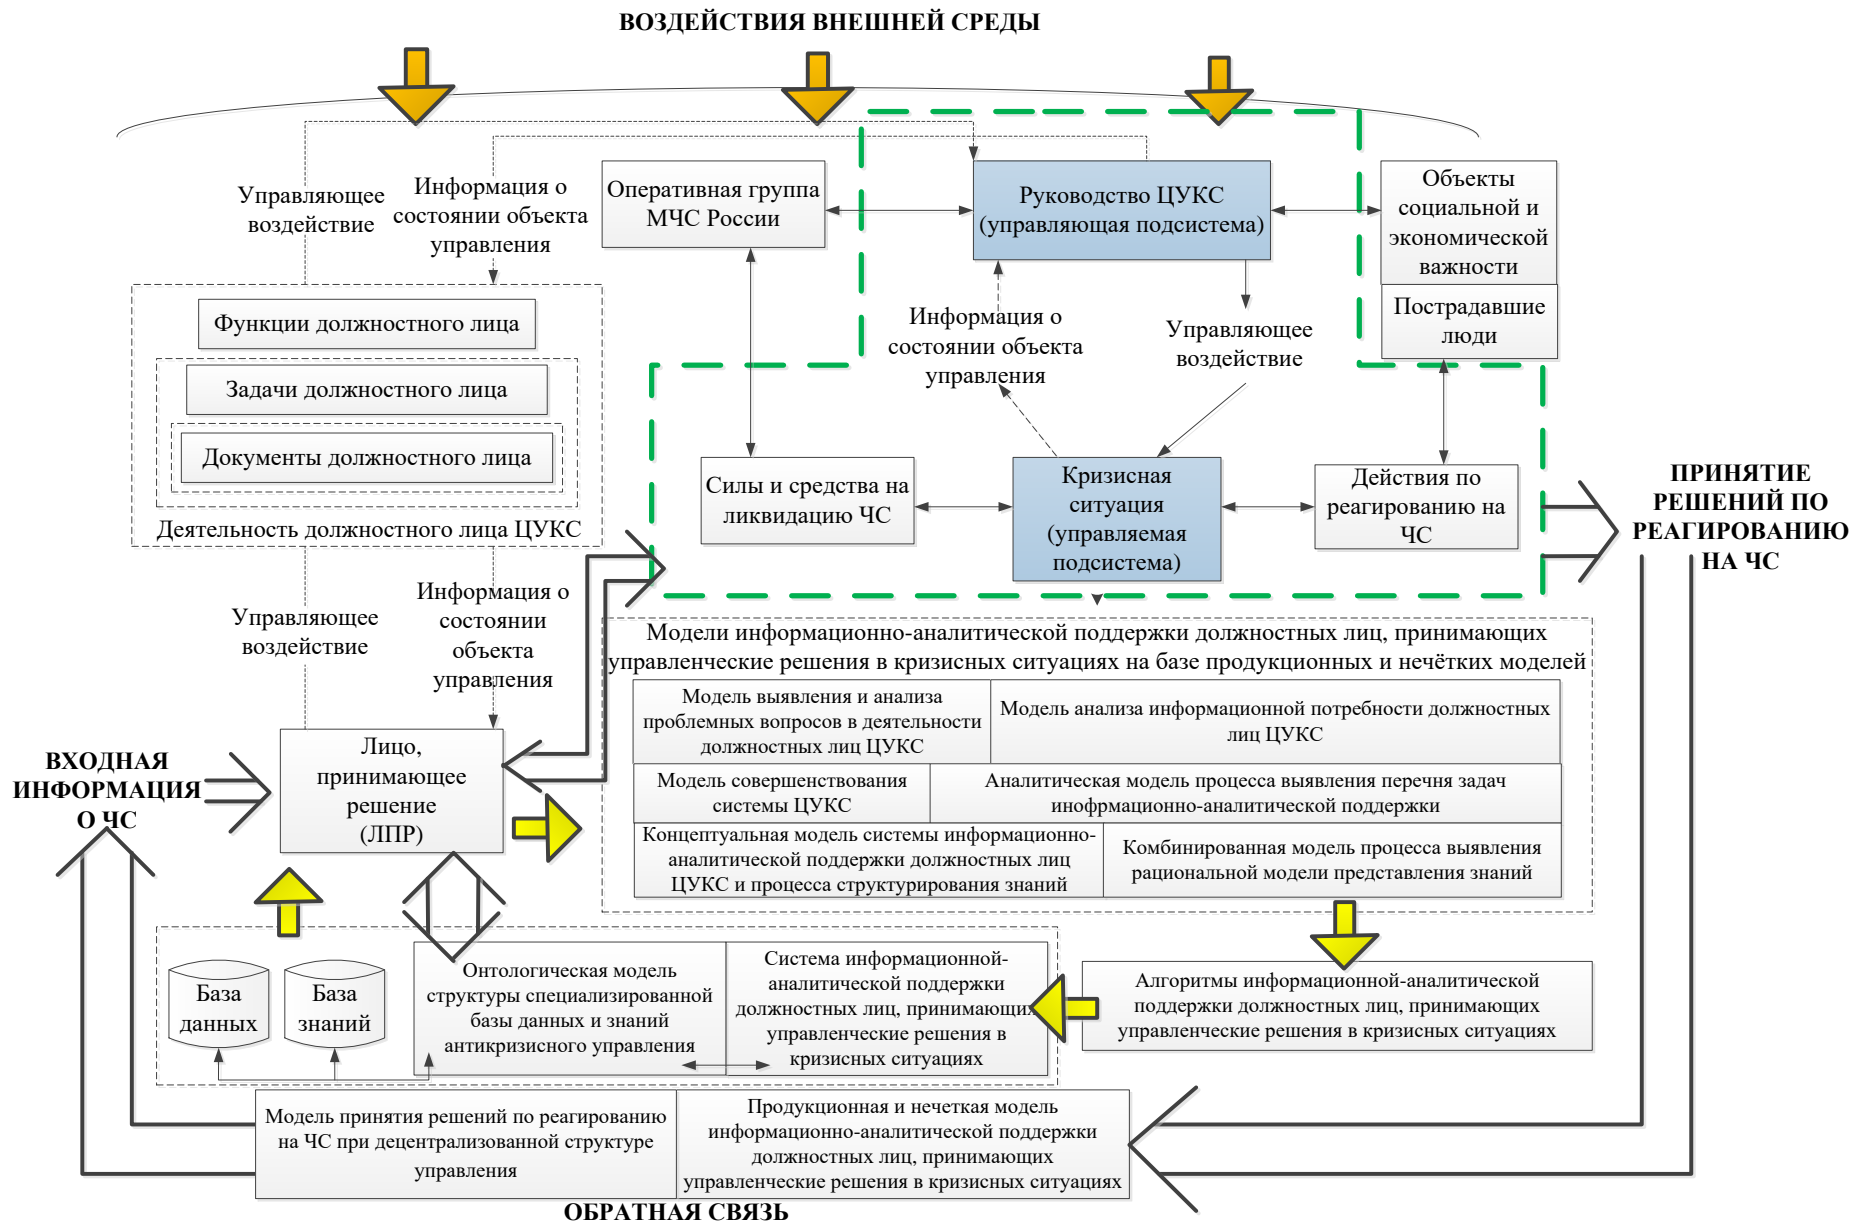 ВОЗДЕЙСТВИЯ ВНЕШНЕЙ СРЕДЫ
Управляющее
воздействие
Информация о
состоянии объекта
управления
Оперативная группа
МЧС России
Руководство ЦУКС
(управляющая подсистема)
Объекты
социальной и
экономической
важности
Пострадавшие
люди
Функции должностного лица
Задачи должностного лица
Документы должностного лица
Деятельность должностного лица ЦУКС
Информация о
состоянии объекта
управления
Управляющее
воздействие
Силы и средства на
ликвидацию ЧС
Кризисная
ситуация
(управляемая
подсистема)
Действия по
реагированию на
ЧС
ПРИНЯТИЕ
РЕШЕНИЙ ПО
РЕАГИРОВАНИЮ
НА ЧС
Управляющее
воздействие
Информация о
состоянии
объекта
управления
Модели информационно-аналитической поддержки должностных лиц, принимающих
управленческие решения в кризисных ситуациях на базе продукционных и нечётких моделей
Модель выявления и анализа
проблемных вопросов в деятельности
должностных лиц ЦУКС
Модель анализа информационной потребности должностных
лиц ЦУКС
Модель совершенствования
системы ЦУКС
Аналитическая модель процесса выявления перечня задач
инофрмационно-аналитической поддержки
Концептуальная модель системы информационно-
аналитической поддержки должностных лиц
ЦУКС и процесса структурирования знаний
Комбинированная модель процесса выявления
рациональной модели представления знаний
ВХОДНАЯ
ИНФОРМАЦИЯ
О ЧС
Лицо,
принимающее
решение
(ЛПР)
База
данных
База
знаний
Онтологическая модель
структуры специализированной
базы данных и знаний
антикризисного управления
Система информационной-
аналитической поддержки
должностных лиц, принимающих
управленческие решения в
кризисных ситуациях
Алгоритмы информационной-аналитической
поддержки должностных лиц, принимающих
управленческие решения в кризисных ситуациях
Модель принятия решений по реагированию
на ЧС при децентрализованной структуре
управления
Продукционная и нечеткая модель
информационно-аналитической поддержки
должностных лиц, принимающих
управленческие решения в кризисных ситуациях
ОБРАТНАЯ СВЯЗЬ